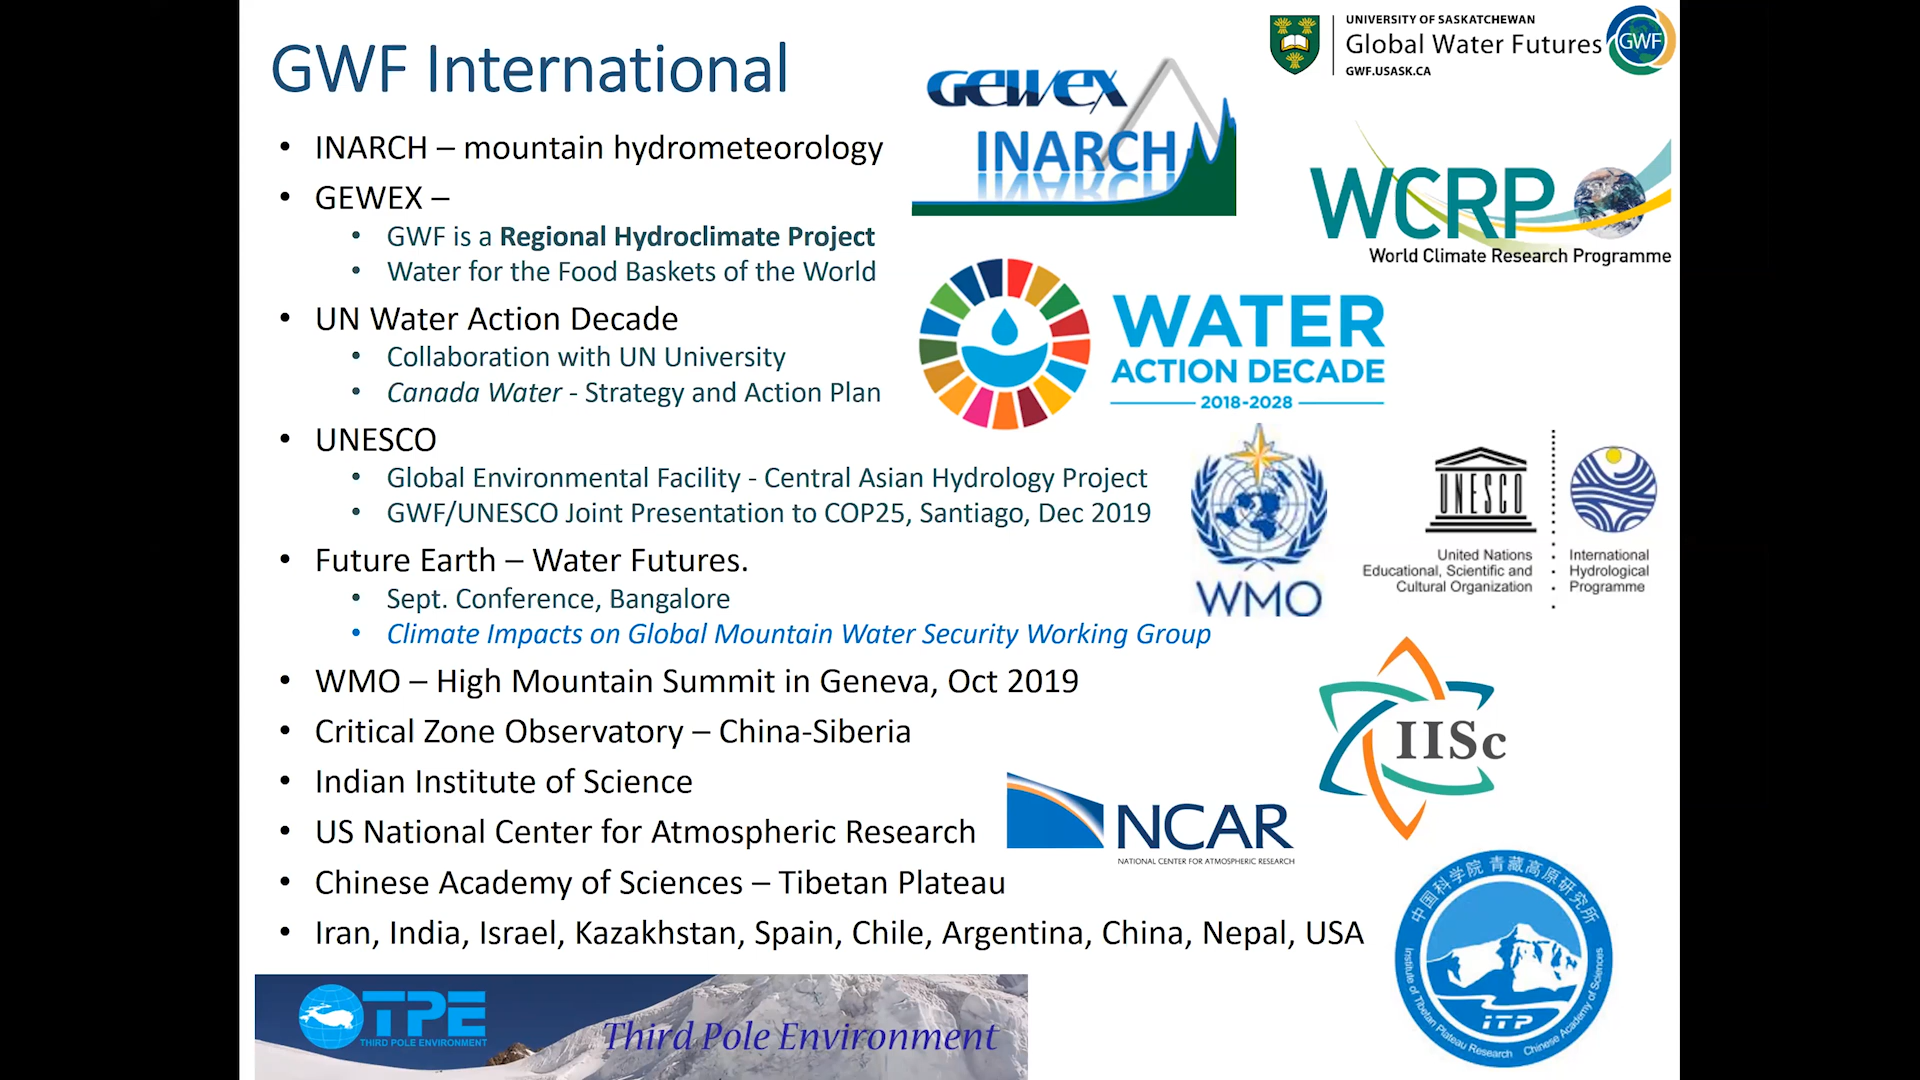 GWF International
UNIVERSITY OF SASKATCHEWAN
Global Water Futures
GWF.USASK.CA
GWF
GEWEX
INARCH
WCRP
World Climate Research Programme
• INARCH – mountain hydrometeorology
• GEWEX –
• GWF is a Regional Hydroclimate Project
• Water for the Food Baskets of the World
• UN Water Action Decade
• Collaboration with UN University
• Canada Water - Strategy and Action Plan
WATER
ACTION DECADE
2018-2028
• UNESCO
• Global Environmental Facility - Central Asian Hydrology Project
• GWF/UNESCO Joint Presentation to COP25, Santiago, Dec 2019
WMO
UNESCO
United Nations
Educational, Scientific and
Cultural Organization
International
Hydrological
Programme
• Future Earth – Water Futures.
• Sept. Conference, Bangalore
• Climate Impacts on Global Mountain Water Security Working Group
• WMO – High Mountain Summit in Geneva, Oct 2019
• Critical Zone Observatory – China-Siberia
• Indian Institute of Science
• US National Center for Atmospheric Research
• Chinese Academy of Sciences – Tibetan Plateau
• Iran, India, Israel, Kazakhstan, Spain, Chile, Argentina, China, Nepal, USA
IISc
NCAR
NATIONAL CENTER FOR ATMOSPHERIC RESEARCH
中国科学院 青藏高原研究所
iTP
Institute of Tibetan Plateau Research Chinese Academy of Sciences
TPE
THIRD POLE ENVIRONMENT
Third Pole Environment